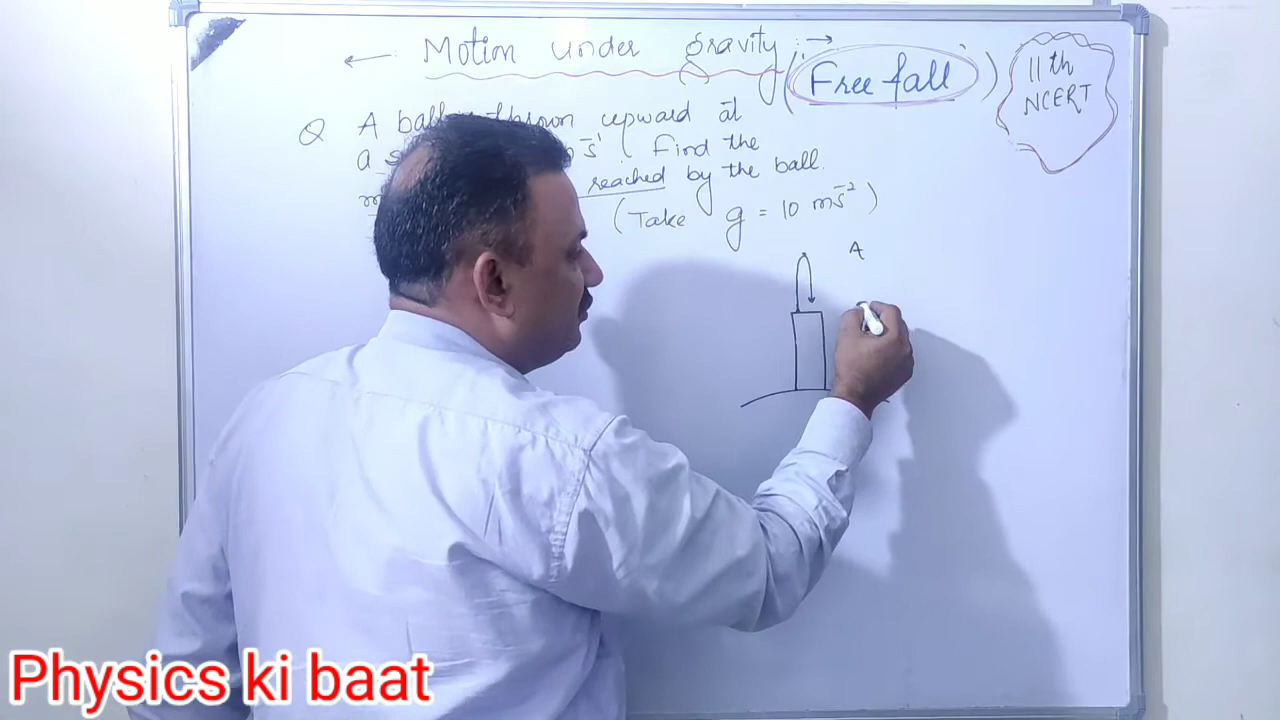 ← Motion under gravity :→ (Free fall)
11th
NCERT
Q A ball thrown upward at
a s⁻¹. Find the
reached by the ball.
(Take g = 10 ms⁻²)
A
Physics ki baat